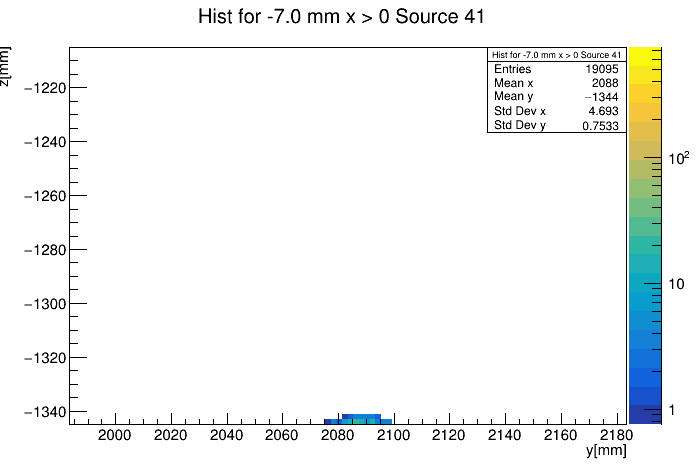 Hist for -7.0 mm x > 0 Source 41
z[mm]
Hist for -7.0 mm x > 0 Source 41
Entries 19095
Mean x 2088
Mean y −1344
Std Dev x 4.693
Std Dev y 0.7533
−1220
−1240
−1260
−1280
−1300
−1320
−1340
10²
10
1
2000 2020 2040 2060 2080 2100 2120 2140 2160 2180
y[mm]